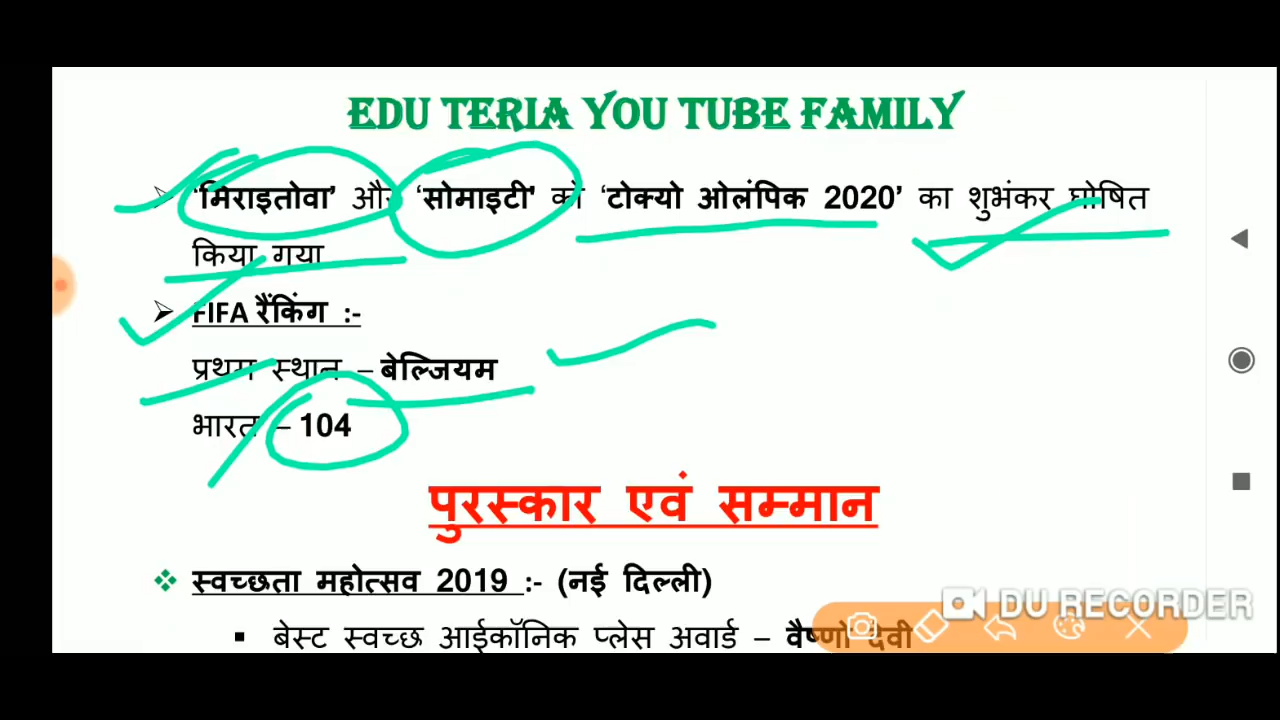 EDU TERIA YOU TUBE FAMILY
➢ 'मिराइतोवा' और 'सोमाइटी' को 'टोक्यो ओलंपिक 2020' का शुभंकर घोषित
किया गया
➢ FIFA रैंकिंग :-
प्रथम स्थान – बेल्जियम
भारत – 104
पुरस्कार एवं सम्मान
❖ स्वच्छता महोत्सव 2019 :- (नई दिल्ली)
DU RECORDER
▪ बेस्ट स्वच्छ आईकॉनिक प्लेस अवार्ड – वैष्णो देवी